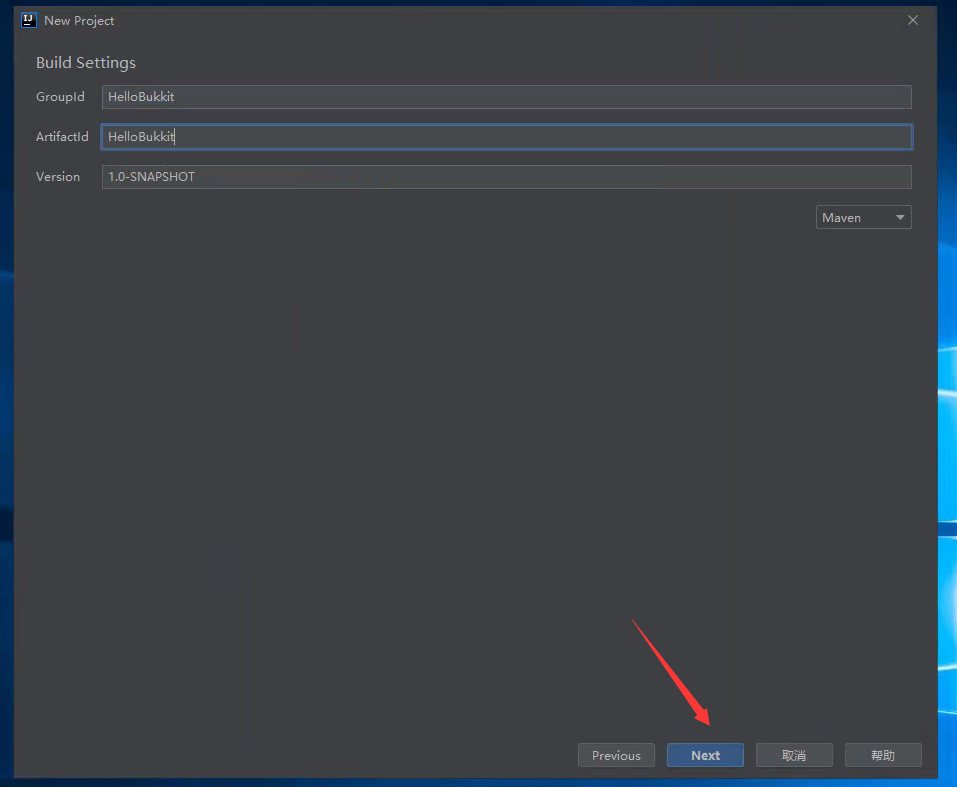 New Project
Build Settings
GroupId HelloBukkit
ArtifactId HelloBukkit
Version 1.0-SNAPSHOT
Maven
Previous Next 取消 帮助